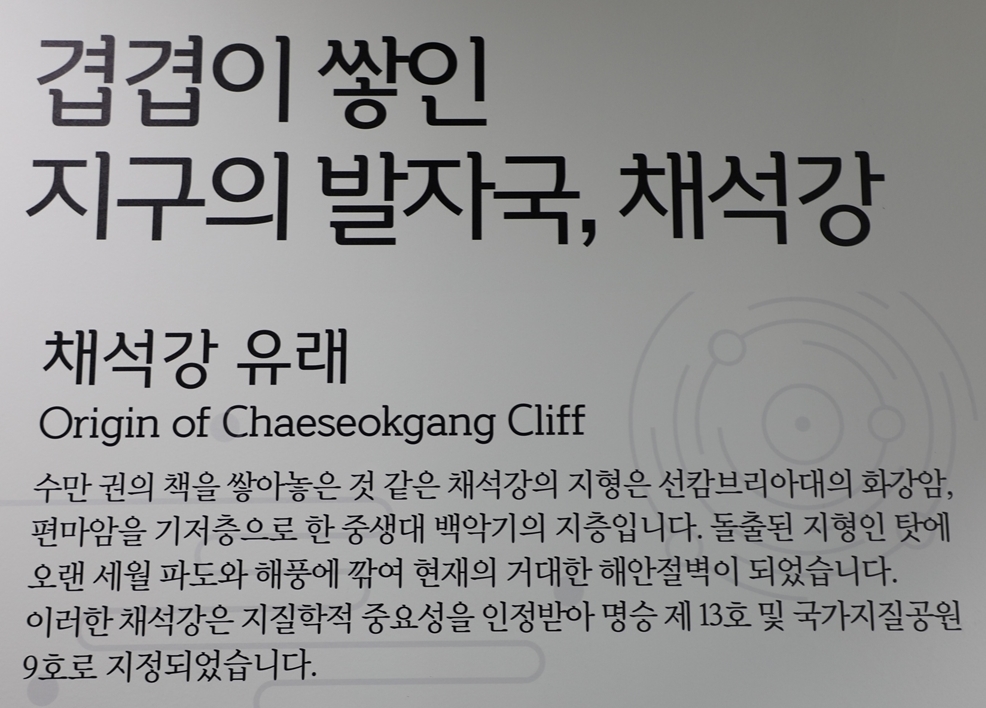 겹겹이 쌓인
지구의 발자국, 채석강
채석강 유래
Origin of Chaeseokgang Cliff
수만 권의 책을 쌓아놓은 것 같은 채석강의 지형은 선캄브리아대의 화강암,
편마암을 기저층으로 한 중생대 백악기의 지층입니다. 돌출된 지형인 탓에
오랜 세월 파도와 해풍에 깎여 현재의 거대한 해안절벽이 되었습니다.
이러한 채석강은 지질학적 중요성을 인정받아 명승 제 13호 및 국가지질공원
9호로 지정되었습니다.